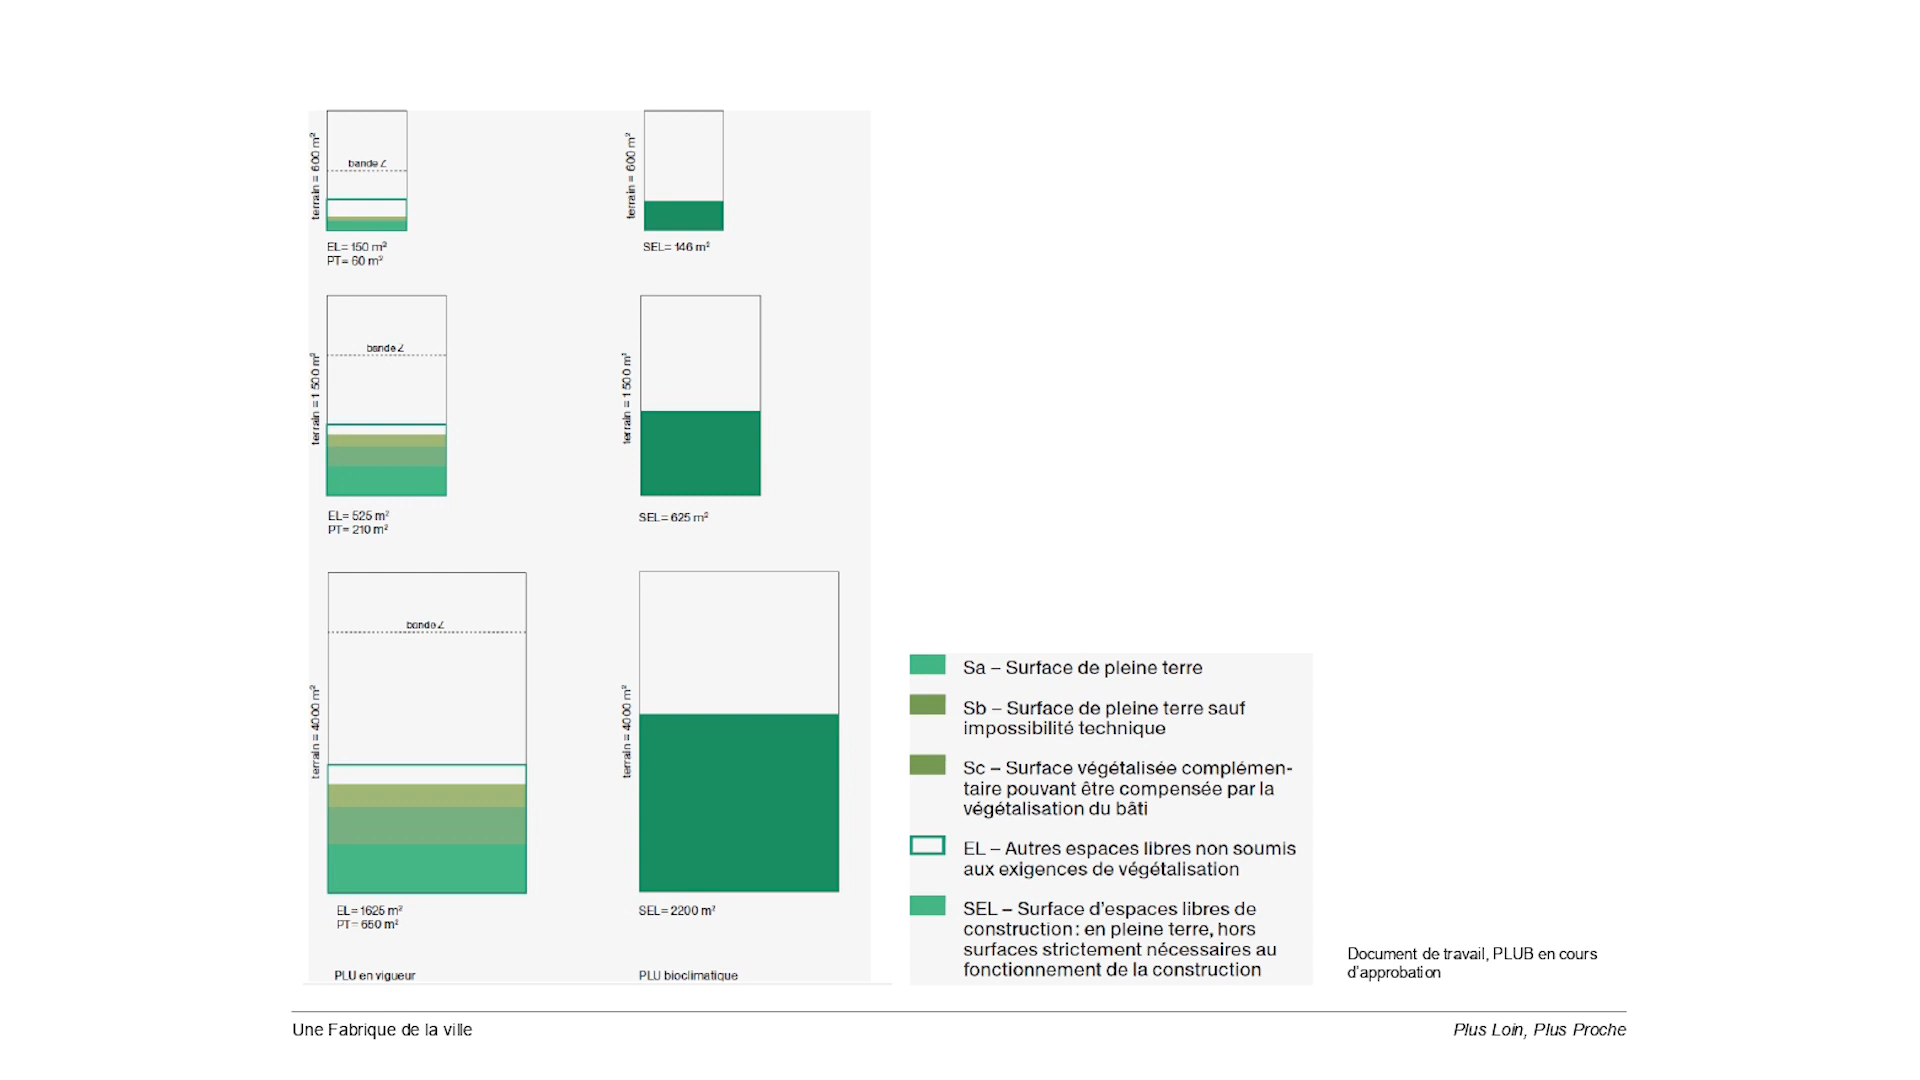 terrain = 600 m²
bande ∠
EL= 150 m²
PT= 60 m²
terrain = 600 m²
SEL= 146 m²
terrain = 1 500 m²
bande ∠
EL= 525 m²
PT= 210 m²
terrain = 1 500 m²
SEL= 625 m²
terrain = 4000 m²
bande ∠
EL= 1625 m²
PT= 650 m²
terrain = 4000 m²
SEL= 2200 m²
PLU en vigueur
PLU bioclimatique
Sa – Surface de pleine terre
Sb – Surface de pleine terre sauf
impossibilité technique
Sc – Surface végétalisée complémen-
taire pouvant être compensée par la
végétalisation du bâti
EL – Autres espaces libres non soumis
aux exigences de végétalisation
SEL – Surface d'espaces libres de
construction : en pleine terre, hors
surfaces strictement nécessaires au
fonctionnement de la construction
Document de travail, PLUB en cours
d'approbation
Une Fabrique de la ville
Plus Loin, Plus Proche